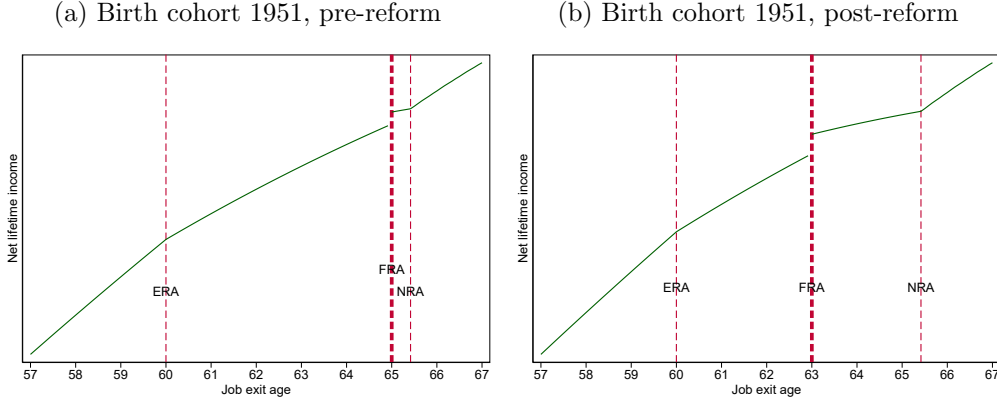 (a) Birth cohort 1951, pre-reform
Net lifetime income
ERA
FRA
NRA
57 58 59 60 61 62 63 64 65 66 67
Job exit age
(b) Birth cohort 1951, post-reform
Net lifetime income
ERA
FRA
NRA
57 58 59 60 61 62 63 64 65 66 67
Job exit age